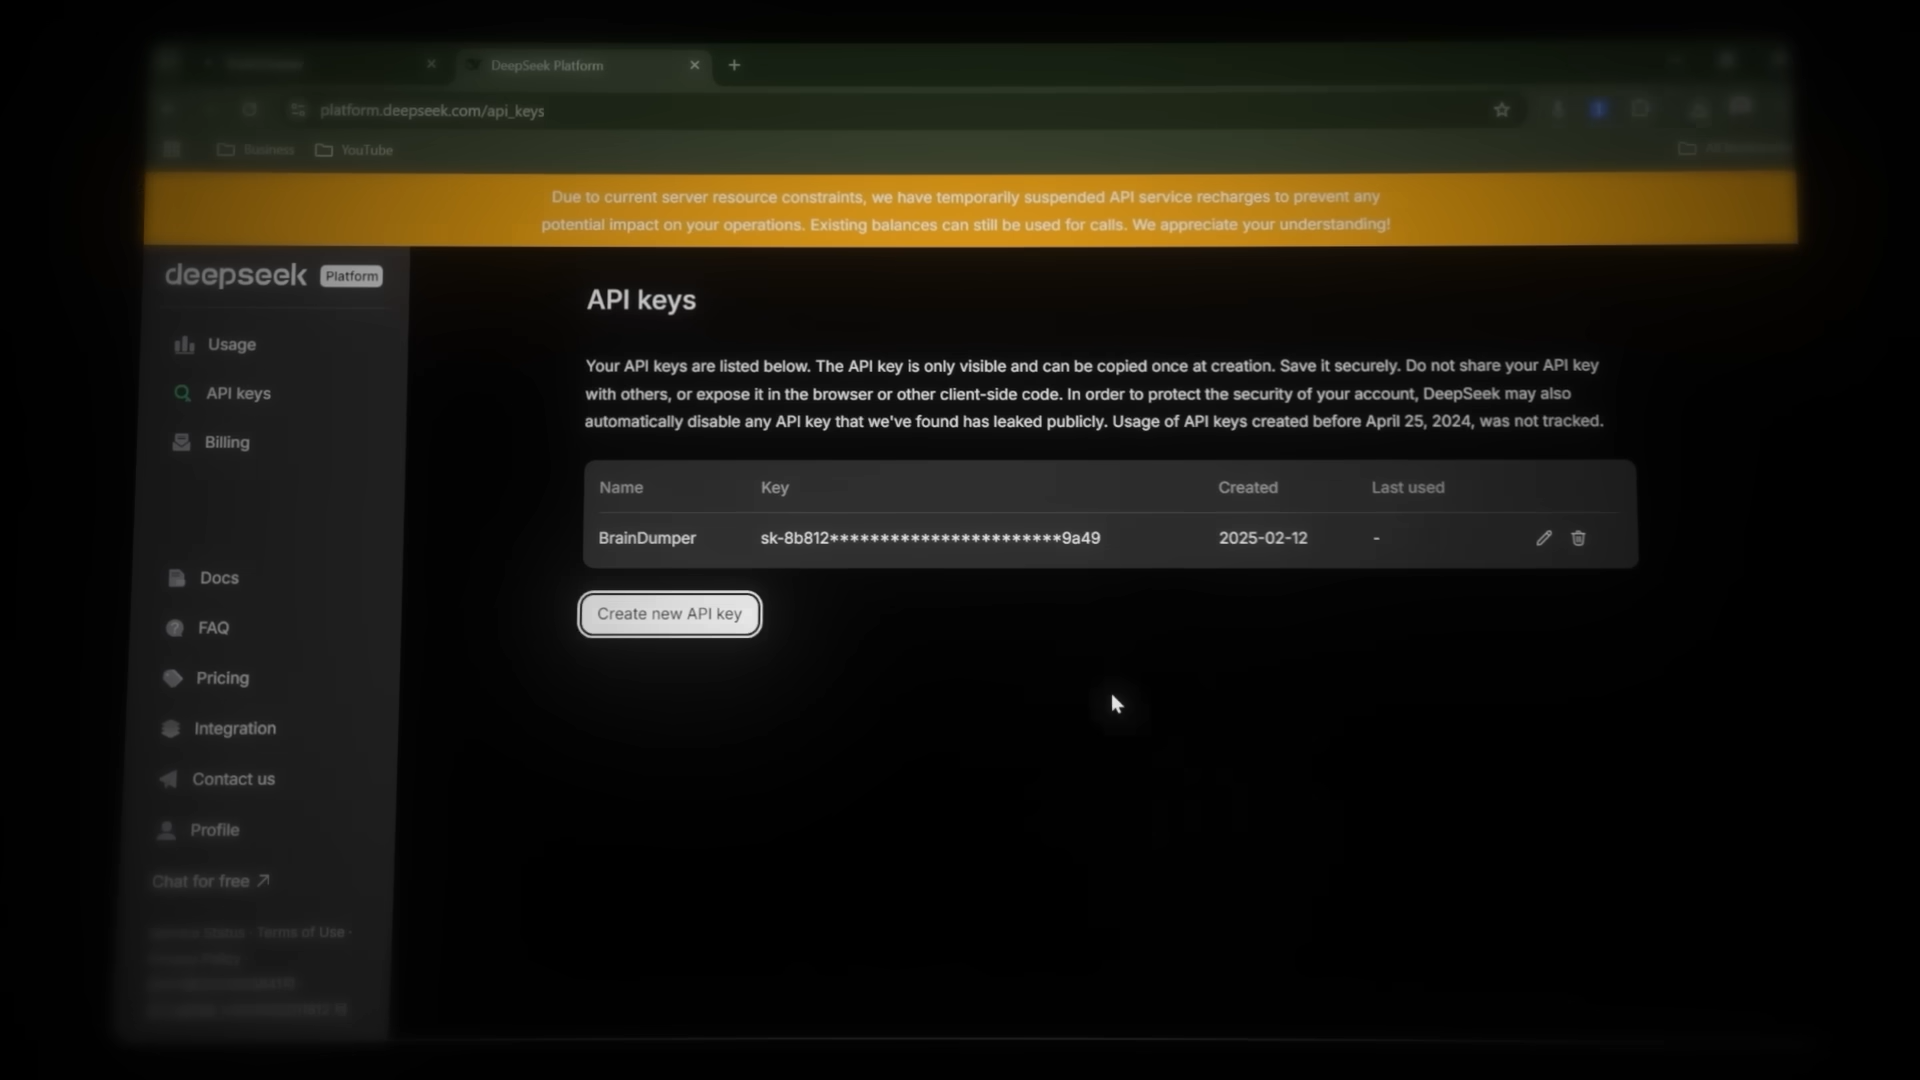 DeepSeek Platform
platform.deepseek.com/api_keys
Business
YouTube
Due to current server resource constraints, we have temporarily suspended API service recharges to prevent any
potential impact on your operations. Existing balances can still be used for calls. We appreciate your understanding!
deepseek Platform
Usage
API keys
Billing
Docs
FAQ
Pricing
Integration
Contact us
Profile
Chat for free
Terms of Use ·
API keys
Your API keys are listed below. The API key is only visible and can be copied once at creation. Save it securely. Do not share your API key
with others, or expose it in the browser or other client-side code. In order to protect the security of your account, DeepSeek may also
automatically disable any API key that we've found has leaked publicly. Usage of API keys created before April 25, 2024, was not tracked.
Name Key Created Last used
BrainDumper sk-8b812***********************9a49 2025-02-12 -
Create new API key